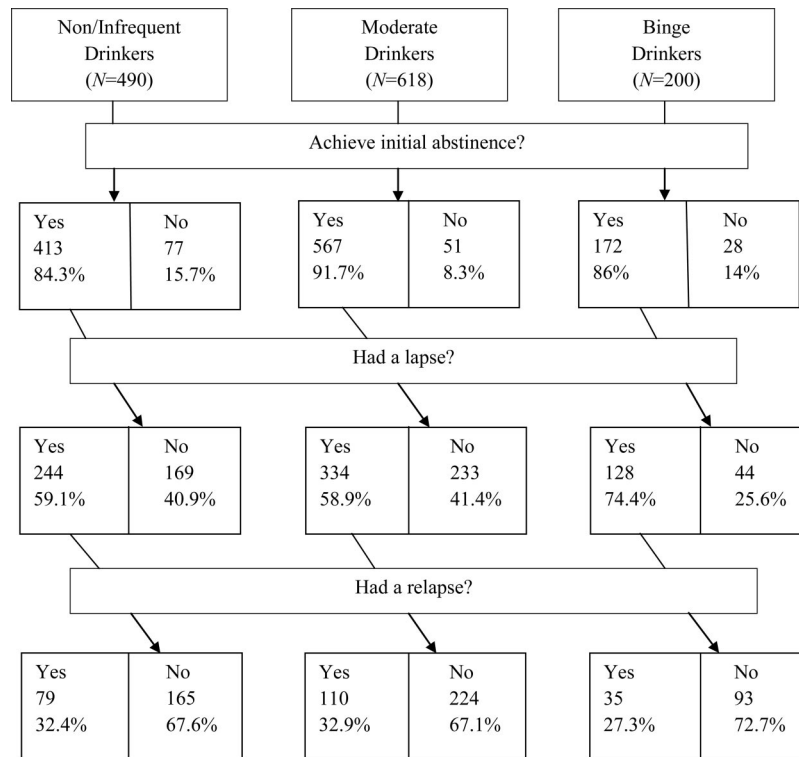 Non/Infrequent
Drinkers
(N=490)
Moderate
Drinkers
(N=618)
Binge
Drinkers
(N=200)
Achieve initial abstinence?
Yes No
413 77
84.3% 15.7%
Yes No
567 51
91.7% 8.3%
Yes No
172 28
86% 14%
Had a lapse?
Yes No
244 169
59.1% 40.9%
Yes No
334 233
58.9% 41.4%
Yes No
128 44
74.4% 25.6%
Had a relapse?
Yes No
79 165
32.4% 67.6%
Yes No
110 224
32.9% 67.1%
Yes No
35 93
27.3% 72.7%